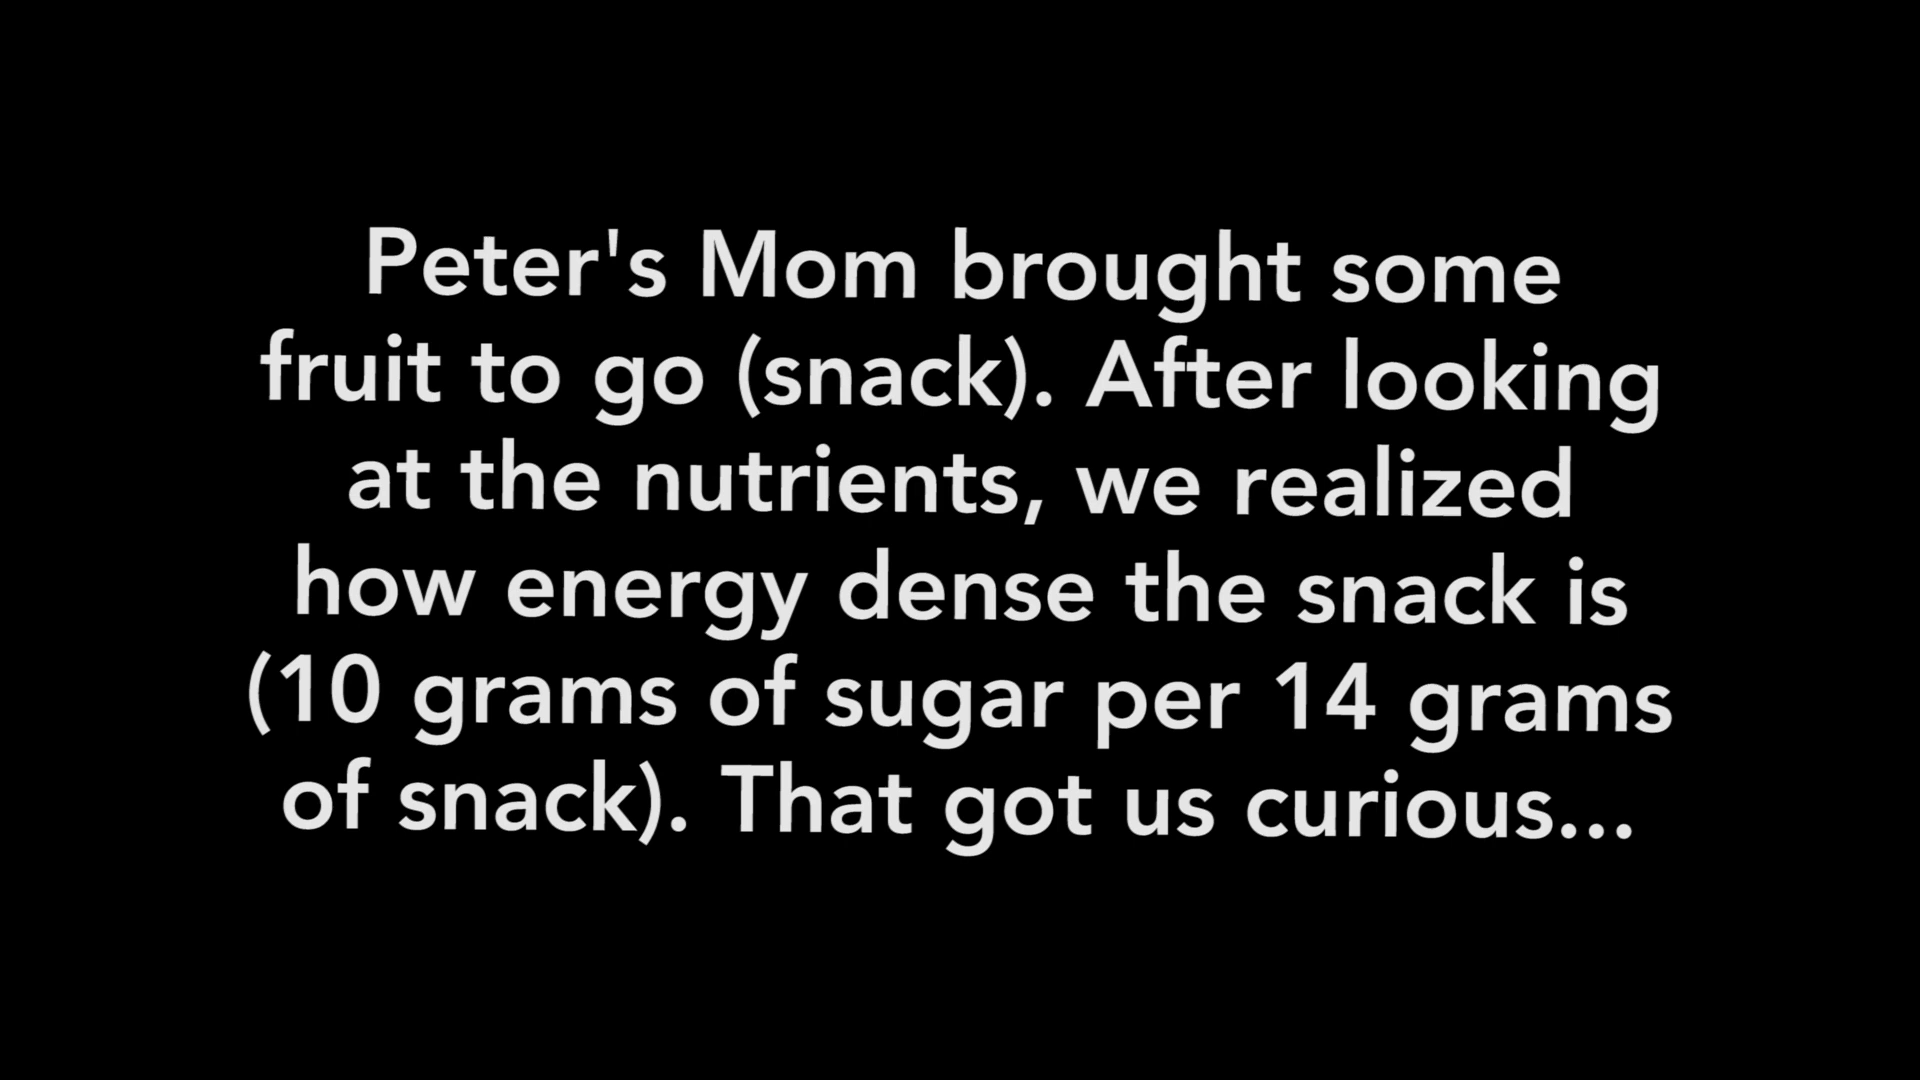 Peter's Mom brought some
fruit to go (snack). After looking
at the nutrients, we realized
how energy dense the snack is
(10 grams of sugar per 14 grams
of snack). That got us curious...